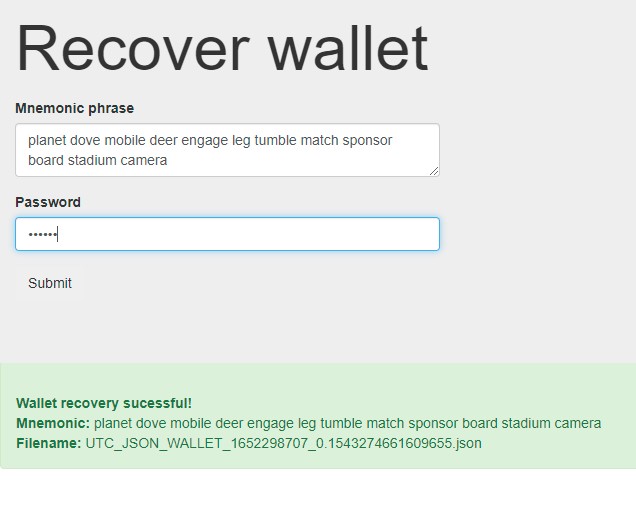 Recover wallet
Mnemonic phrase
planet dove mobile deer engage leg tumble match sponsor
board stadium camera
Password
••••••
Submit
Wallet recovery sucessful!
Mnemonic: planet dove mobile deer engage leg tumble match sponsor board stadium camera
Filename: UTC_JSON_WALLET_1652298707_0.1543274661609655.json